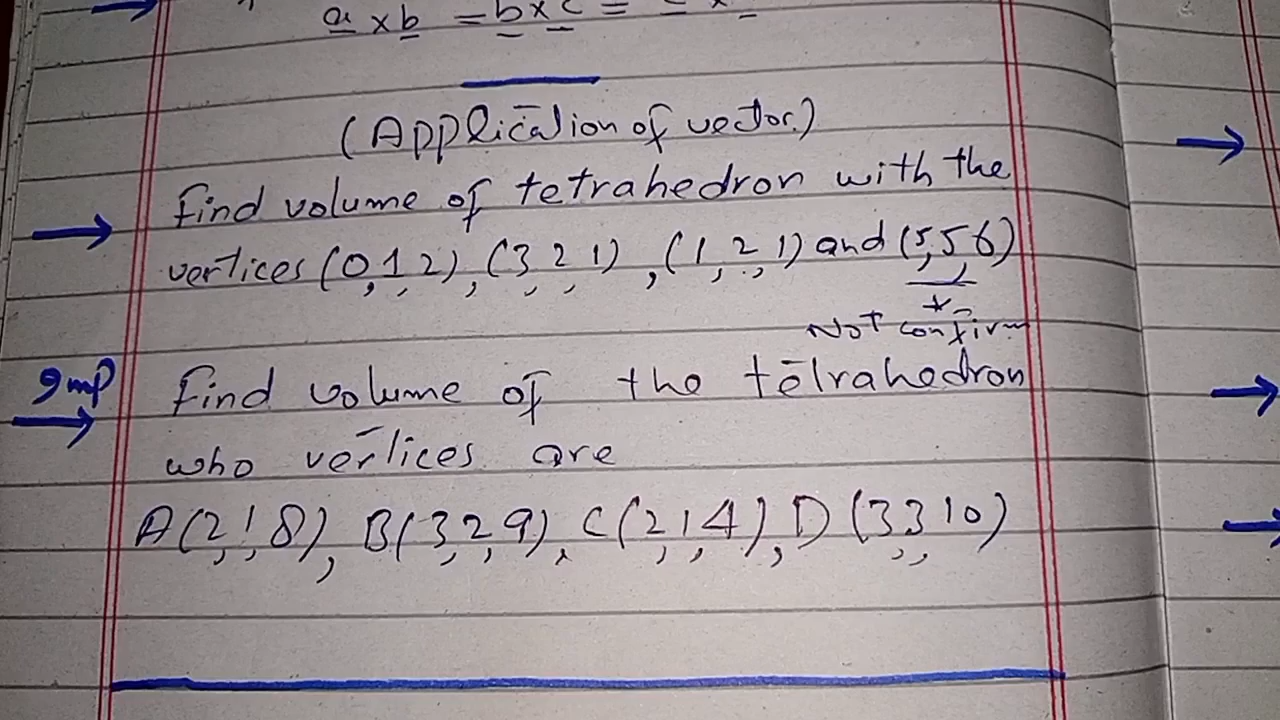 a x b = b x c =
(Application of vector.)
find volume of tetrahedron with the
vertices (0,1,2), (3,2,1), (1,2,1) and (5,5,6)
Not confirm
Imp find volume of the tetrahedron
who vertices are
A(2,1,8), B(3,2,9), C(2,1,4), D(3,3,10)